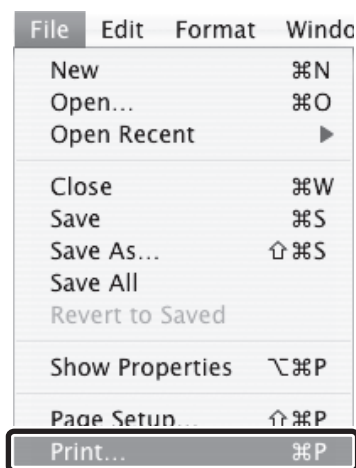 File Edit Format Windo
New ⌘N
Open... ⌘O
Open Recent ▶
Close ⌘W
Save ⌘S
Save As... ⇧⌘S
Save All
Revert to Saved
Show Properties ⌥⌘P
Page Setup... ⇧⌘P
Print... ⌘P